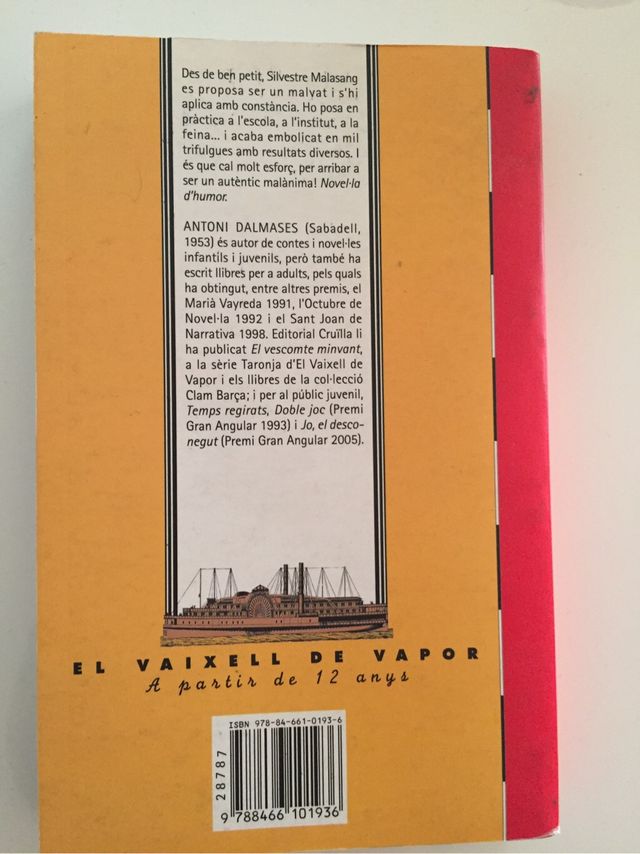 Des de ben petit, Silvestre Malasang
es proposa ser un malvat i s'hi
aplica amb constància. Ho posa en
pràctica a l'escola, a l'institut, a la
feina... i acaba embolicat en mil
trifulgues amb resultats diversos. I
és que cal molt esforç, per arribar a
ser un autèntic malànima! Novel·la
d'humor.
ANTONI DALMASES (Sabadell,
1953) és autor de contes i novel·les
infantils i juvenils, però també ha
escrit llibres per a adults, pels quals
ha obtingut, entre altres premis, el
Marià Vayreda 1991, l'Octubre de
Novel·la 1992 i el Sant Joan de
Narrativa 1998. Editorial Cruïlla li
ha publicat El vescomte minvant,
a la sèrie Taronja d'El Vaixell de
Vapor i els llibres de la col·lecció
Clam Barça; i per al públic juvenil,
Temps regirats, Doble joc (Premi
Gran Angular 1993) i Jo, el desco-
negut (Premi Gran Angular 2005).
EL VAIXELL DE VAPOR
A partir de 12 anys
ISBN 978-84-661-0193-6
28787
9 788466 101936